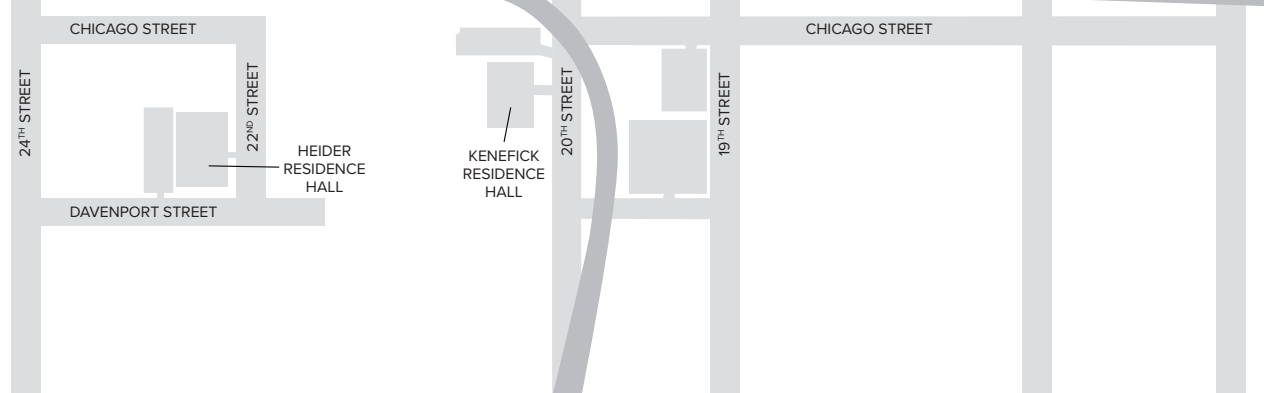 CHICAGO STREET
CHICAGO STREET
24TH STREET
22ND STREET
20TH STREET
19TH STREET
HEIDER
RESIDENCE
HALL
KENEFICK
RESIDENCE
HALL
DAVENPORT STREET